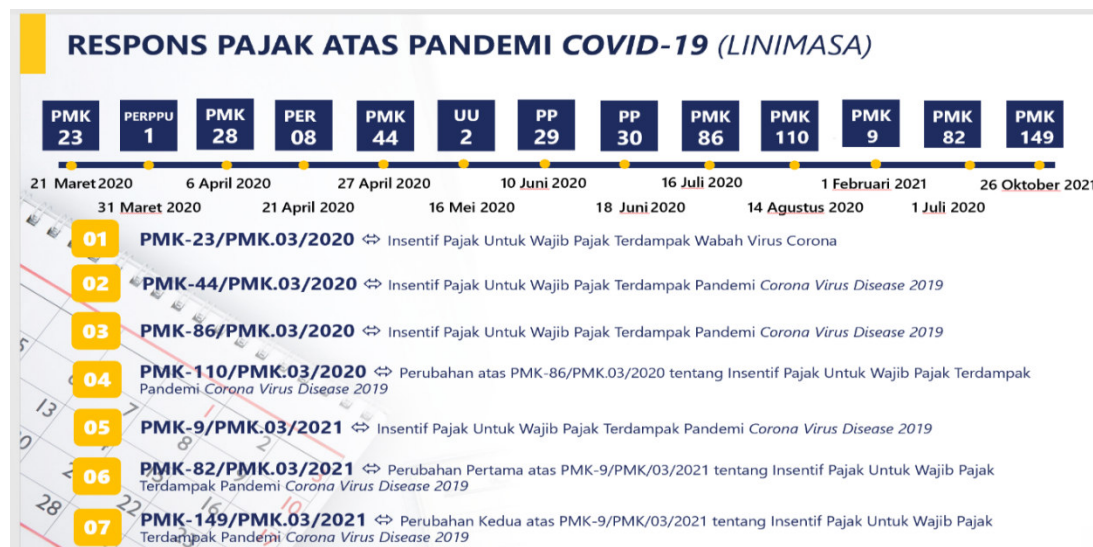 RESPONS PAJAK ATAS PANDEMI COVID-19 (LINIMASA)
PMK 23
PERPPU 1
PMK 28
PER 08
PMK 44
UU 2
PP 29
PP 30
PMK 86
PMK 110
PMK 9
PMK 82
PMK 149
21 Maret 2020
31 Maret 2020
6 April 2020
21 April 2020
27 April 2020
16 Mei 2020
10 Juni 2020
18 Juni 2020
16 Juli 2020
14 Agustus 2020
1 Februari 2021
1 Juli 2020
26 Oktober 2021
01 PMK-23/PMK.03/2020 ⇔ Insentif Pajak Untuk Wajib Pajak Terdampak Wabah Virus Corona
02 PMK-44/PMK.03/2020 ⇔ Insentif Pajak Untuk Wajib Pajak Terdampak Pandemi Corona Virus Disease 2019
03 PMK-86/PMK.03/2020 ⇔ Insentif Pajak Untuk Wajib Pajak Terdampak Pandemi Corona Virus Disease 2019
04 PMK-110/PMK.03/2020 ⇔ Perubahan atas PMK-86/PMK.03/2020 tentang Insentif Pajak Untuk Wajib Pajak Terdampak
Pandemi Corona Virus Disease 2019
05 PMK-9/PMK.03/2021 ⇔ Insentif Pajak Untuk Wajib Pajak Terdampak Pandemi Corona Virus Disease 2019
06 PMK-82/PMK.03/2021 ⇔ Perubahan Pertama atas PMK-9/PMK/03/2021 tentang Insentif Pajak Untuk Wajib Pajak
Terdampak Pandemi Corona Virus Disease 2019
07 PMK-149/PMK.03/2021 ⇔ Perubahan Kedua atas PMK-9/PMK/03/2021 tentang Insentif Pajak Untuk Wajib Pajak
Terdampak Pandemi Corona Virus Disease 2019